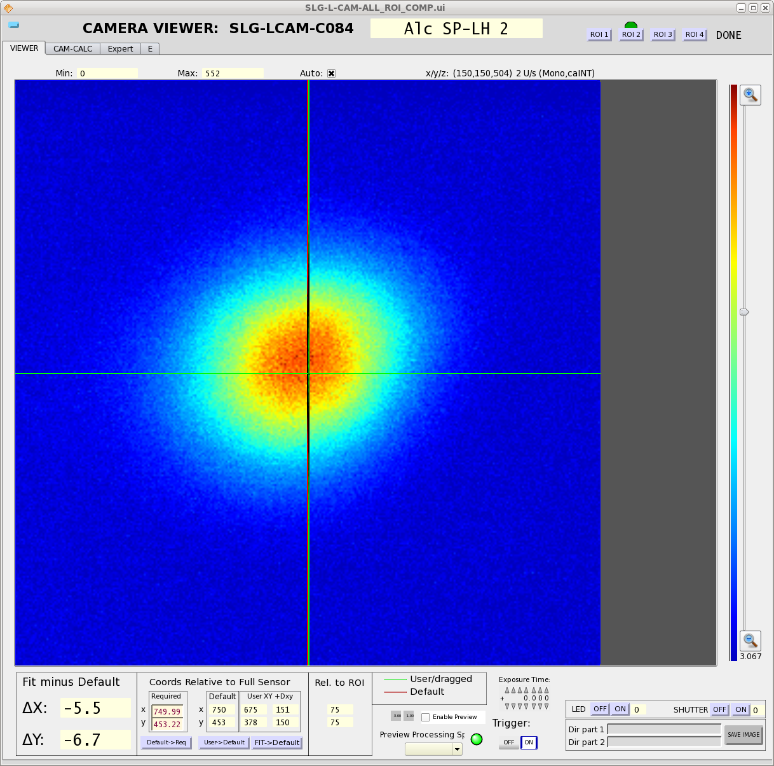 SLG-L-CAM-ALL_ROI_COMP.ui
CAMERA VIEWER: SLG-LCAM-C084
Alc SP-LH 2
ROI 1 ROI 2 ROI 3 ROI 4 DONE
VIEWER CAM-CALC Expert E
Min: 0 Max: 552 Auto: x/y/z: (150,150,504) 2 U/s (Mono,caINT)
3.067
Fit minus Default
ΔX: -5.5
ΔY: -6.7
Coords Relative to Full Sensor
Required Default User XY +Dxy
x 749.99 x 750 675 151
y 453.22 y 453 378 150
Default->Req User->Default FIT->Default
Rel. to ROI
75
75
User/dragged
Default
Enable Preview
Preview Processing Sp
Exposure Time:
+ 0.000
Trigger:
OFF ON
LED OFF ON 0 SHUTTER OFF ON 0
Dir part 1
Dir part 2
SAVE IMAGE